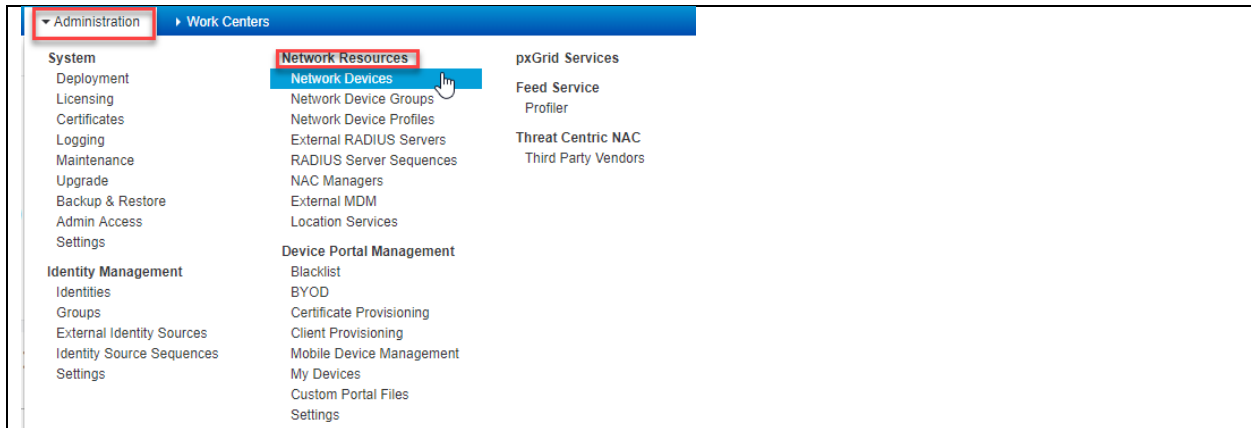 Administration Work Centers
System
Deployment
Licensing
Certificates
Logging
Maintenance
Upgrade
Backup & Restore
Admin Access
Settings
Identity Management
Identities
Groups
External Identity Sources
Identity Source Sequences
Settings
Network Resources
Network Devices
Network Device Groups
Network Device Profiles
External RADIUS Servers
RADIUS Server Sequences
NAC Managers
External MDM
Location Services
Device Portal Management
Blacklist
BYOD
Certificate Provisioning
Client Provisioning
Mobile Device Management
My Devices
Custom Portal Files
Settings
pxGrid Services
Feed Service
Profiler
Threat Centric NAC
Third Party Vendors